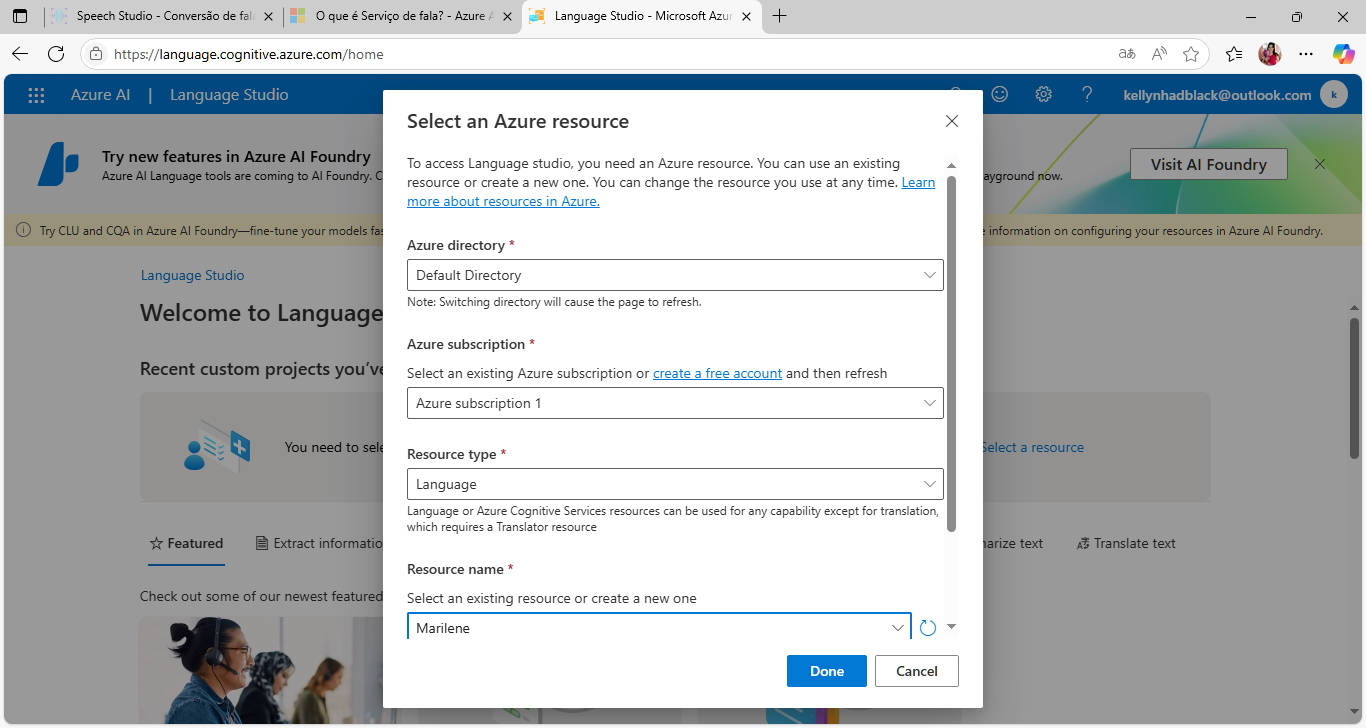 Speech Studio - Conversão de fal
O que é Serviço de fala? - Azure A
Language Studio - Microsoft Azur
https://language.cognitive.azure.com/home
Azure AI | Language Studio
kellynhadblack@outlook.com
k
Try new features in Azure AI Foundry
Azure AI Language tools are coming to AI Foundry. C
ayground now.
Visit AI Foundry
Try CLU and CQA in Azure AI Foundry—fine-tune your models fas
e information on configuring your resources in Azure AI Foundry.
Language Studio
Welcome to Language
Recent custom projects you've
You need to sele
Select a resource
Featured
Extract informatio
marize text
Translate text
Check out some of our newest featured
Select an Azure resource
To access Language studio, you need an Azure resource. You can use an existing
resource or create a new one. You can change the resource you use at any time. Learn
more about resources in Azure.
Azure directory *
Default Directory
Note: Switching directory will cause the page to refresh.
Azure subscription *
Select an existing Azure subscription or create a free account and then refresh
Azure subscription 1
Resource type *
Language
Language or Azure Cognitive Services resources can be used for any capability except for translation,
which requires a Translator resource
Resource name *
Select an existing resource or create a new one
Marilene
Done
Cancel